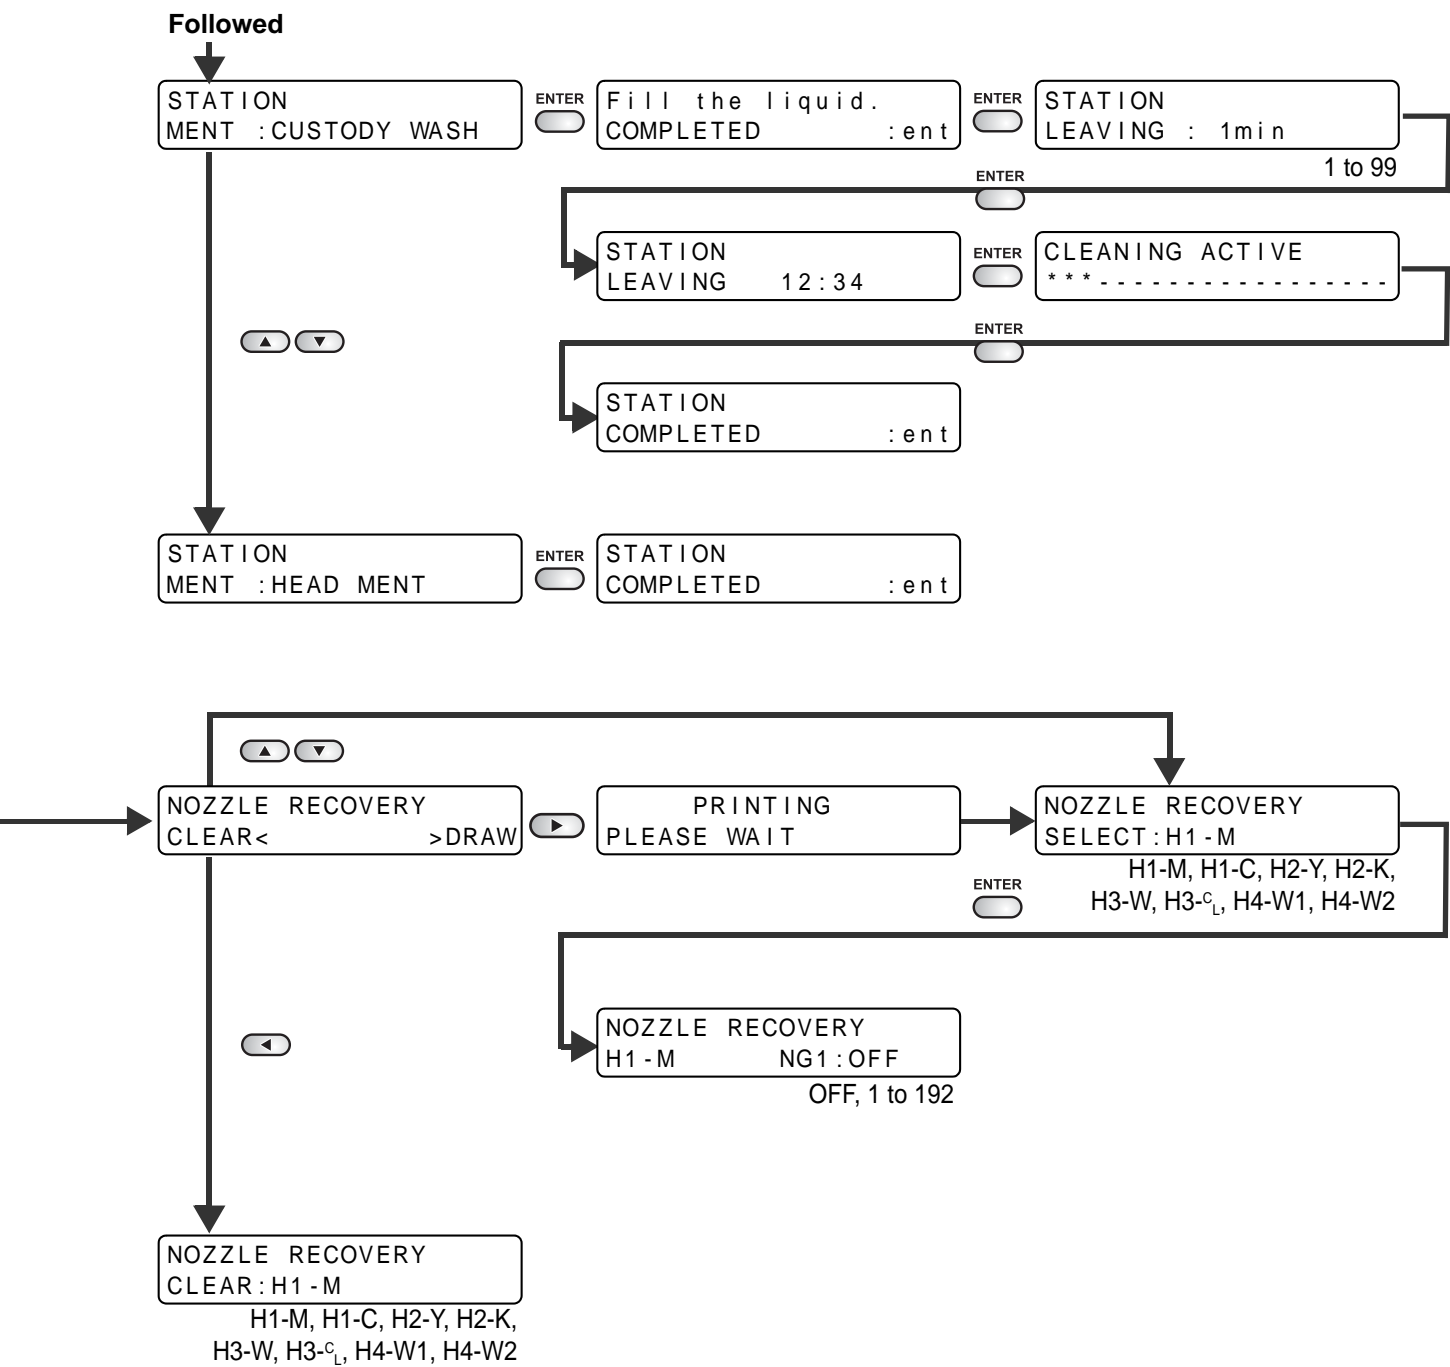 Followed
STATION
MENT :CUSTODY WASH
ENTER
Fill the liquid.
COMPLETED :ent
ENTER
STATION
LEAVING : 1min
1 to 99
ENTER
STATION
LEAVING 12:34
ENTER
CLEANING ACTIVE
***-----------------
ENTER
STATION
COMPLETED :ent
STATION
MENT :HEAD MENT
ENTER
STATION
COMPLETED :ent
NOZZLE RECOVERY
CLEAR< >DRAW
PRINTING
PLEASE WAIT
NOZZLE RECOVERY
SELECT:H1-M
H1-M, H1-C, H2-Y, H2-K,
H3-W, H3-CL, H4-W1, H4-W2
ENTER
NOZZLE RECOVERY
H1-M NG1:OFF
OFF, 1 to 192
NOZZLE RECOVERY
CLEAR:H1-M
H1-M, H1-C, H2-Y, H2-K,
H3-W, H3-CL, H4-W1, H4-W2